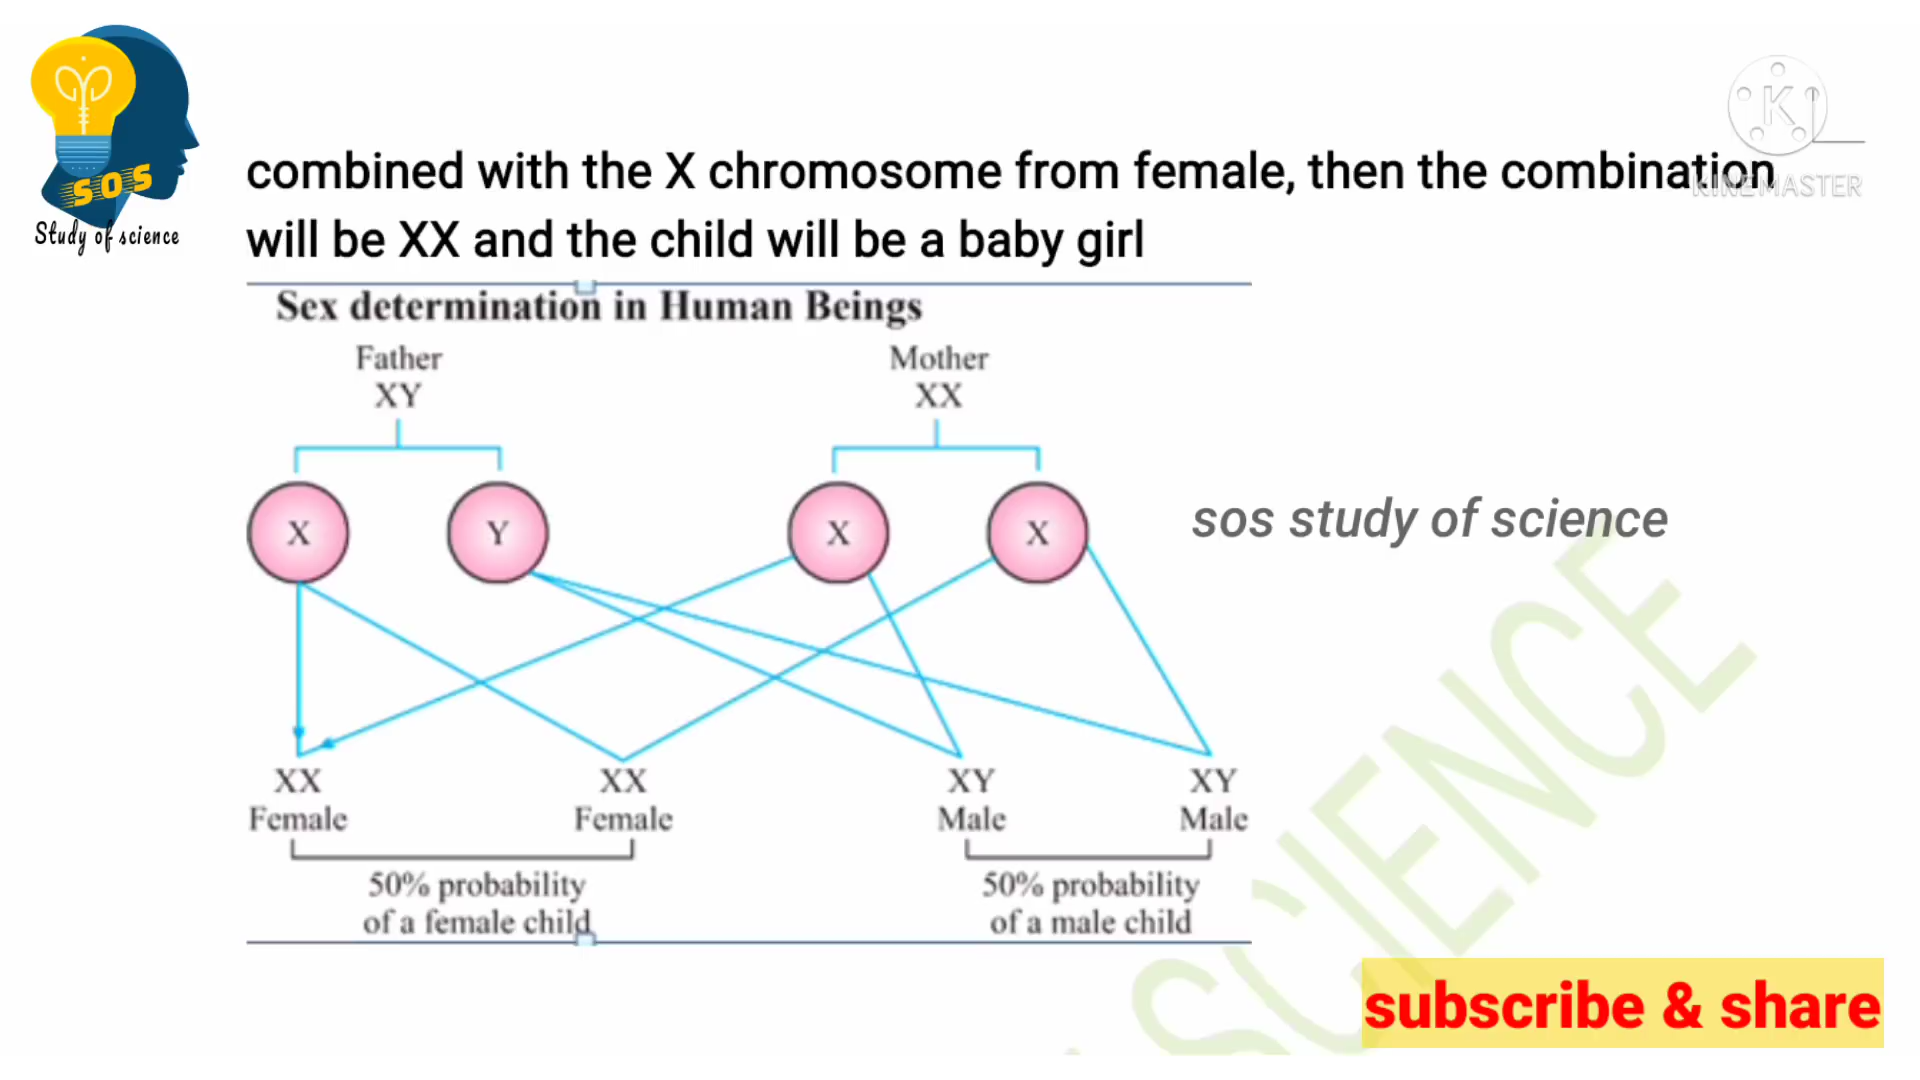 SOS
Study of science
K
KINEMASTER
combined with the X chromosome from female, then the combination
will be XX and the child will be a baby girl
Sex determination in Human Beings
Father Mother
XY XX
X Y X X
sos study of science
XX XX XY XY
Female Female Male Male
50% probability 50% probability
of a female child of a male child
SCIENCE
subscribe & share